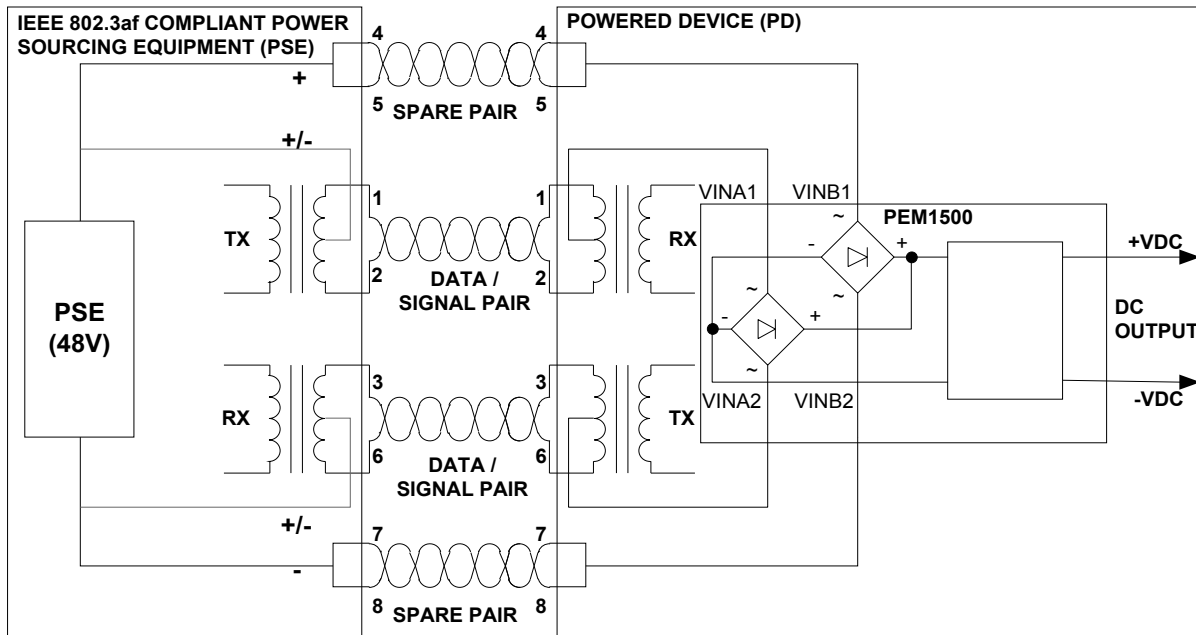 IEEE 802.3af COMPLIANT POWER
SOURCING EQUIPMENT (PSE)
POWERED DEVICE (PD)
4
4
+
5
SPARE PAIR
5
+/-
1
1
VINA1
VINB1
~
PEM1500
TX
RX
-
+
+VDC
2
DATA /
SIGNAL PAIR
2
~
~
PSE
(48V)
-
+
DC
OUTPUT
~
3
3
VINA2
VINB2
-VDC
RX
TX
6
DATA /
SIGNAL PAIR
6
+/-
7
7
-
8
SPARE PAIR
8